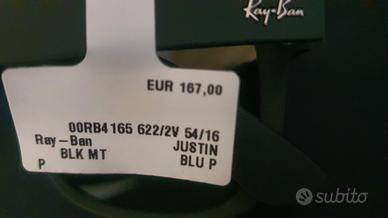 Ray-Ban
EUR 167,00
00RB4165 622/2V 54/16
Ray-Ban JUSTIN
BLK MT BLU P
P
subito